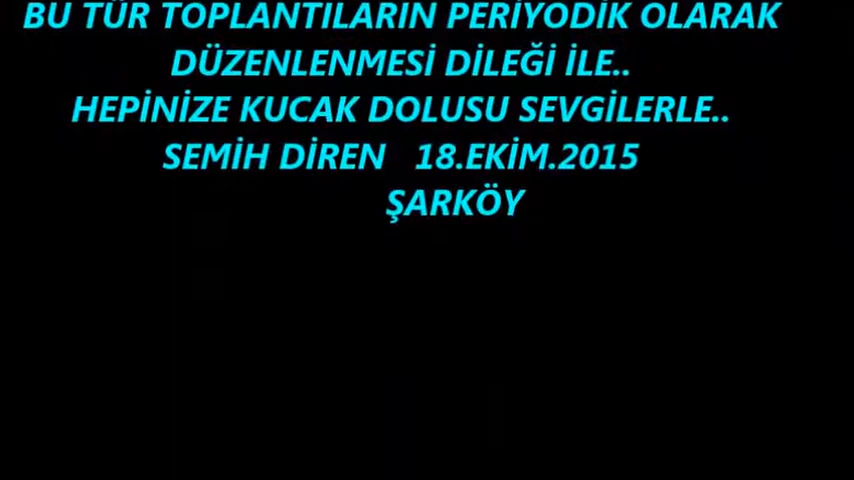 BU TÜR TOPLANTILARIN PERİYODİK OLARAK
DÜZENLENMESİ DİLEĞİ İLE..
HEPİNİZE KUCAK DOLUSU SEVGİLERLE..
SEMİH DİREN 18.EKİM.2015
ŞARKÖY